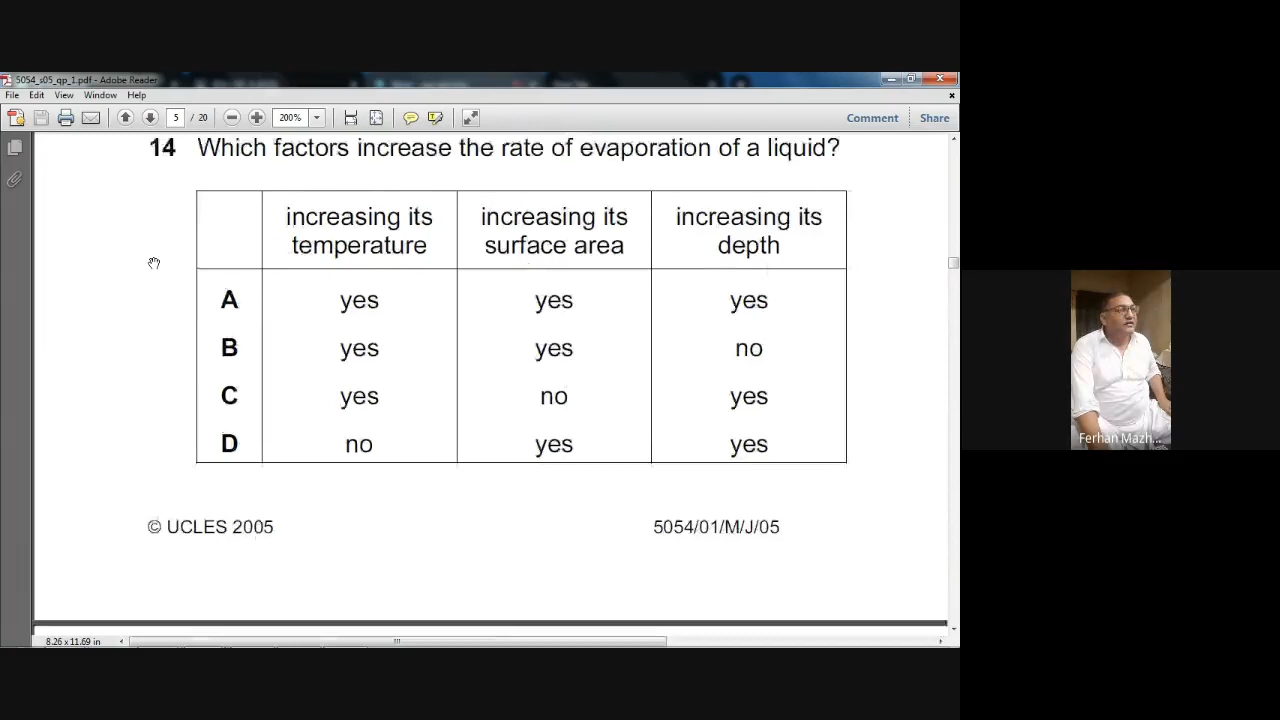 5054_s05_qp_1.pdf - Adobe Reader
File Edit View Window Help
5 / 20 200% Comment Share
14 Which factors increase the rate of evaporation of a liquid?
increasing its temperature increasing its surface area increasing its depth
A yes yes yes
B yes yes no
C yes no yes
D no yes yes
© UCLES 2005 5054/01/M/J/05
8.26 x 11.69 in
Ferhan Mazh...